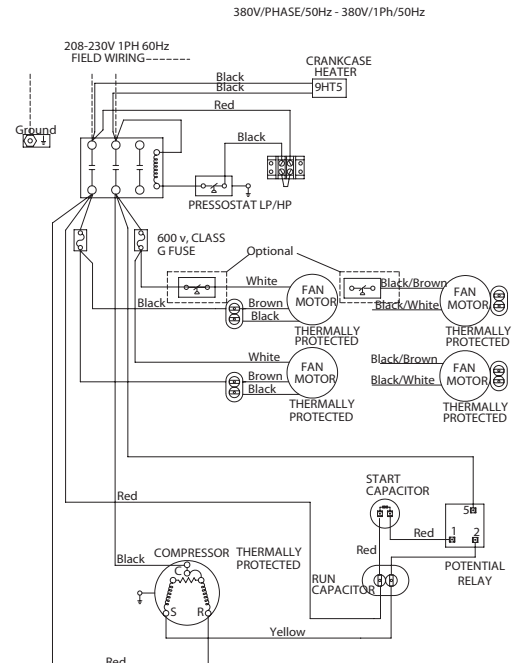 380V/PHASE/50Hz - 380V/1Ph/50Hz
208-230V 1PH 60Hz
FIELD WIRING
CRANKCASE
HEATER
9HT5
Black
Black
Red
Ground
Black
PRESSOSTAT LP/HP
600 v, CLASS
G FUSE
Optional
White
Black
Brown
Black
FAN
MOTOR
THERMALLY
PROTECTED
Black/Brown
Black/White
FAN
MOTOR
THERMALLY
PROTECTED
White
Brown
Black
FAN
MOTOR
THERMALLY
PROTECTED
Black/Brown
Black/White
FAN
MOTOR
THERMALLY
PROTECTED
START
CAPACITOR
Red
5
1
2
Red
Red
POTENTIAL
RELAY
Black
COMPRESSOR
THERMALLY
PROTECTED
C
S
R
RUN
CAPACITOR
Yellow
Red